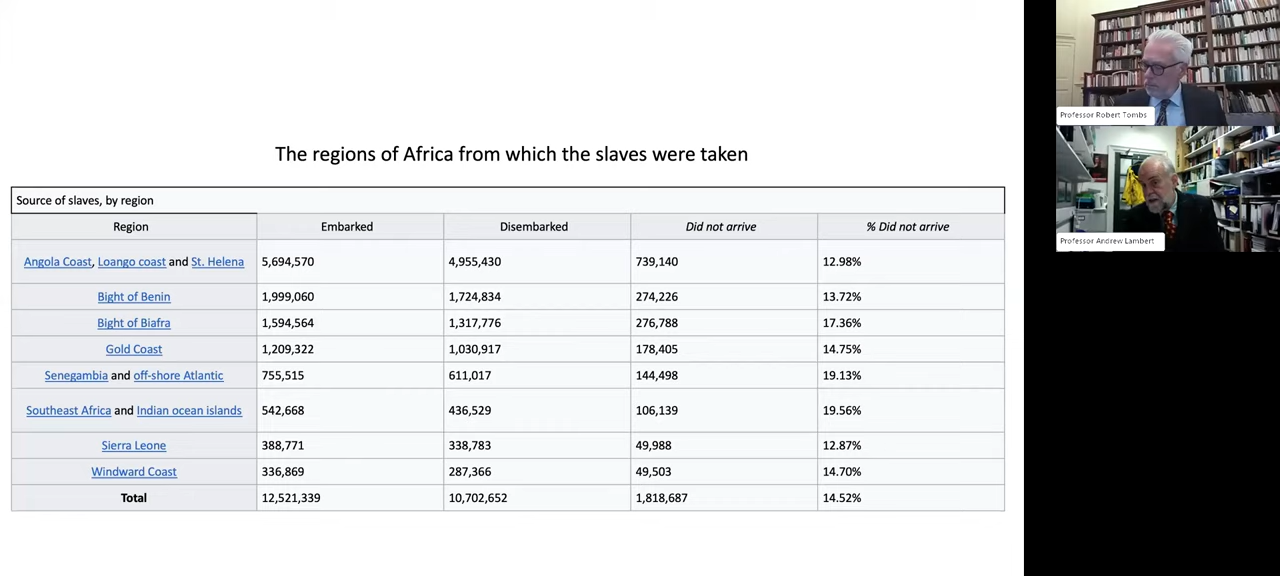 The regions of Africa from which the slaves were taken
Source of slaves, by region
Region Embarked Disembarked Did not arrive % Did not arrive
Angola Coast, Loango coast and St. Helena 5,694,570 4,955,430 739,140 12.98%
Bight of Benin 1,999,060 1,724,834 274,226 13.72%
Bight of Biafra 1,594,564 1,317,776 276,788 17.36%
Gold Coast 1,209,322 1,030,917 178,405 14.75%
Senegambia and off-shore Atlantic 755,515 611,017 144,498 19.13%
Southeast Africa and Indian ocean islands 542,668 436,529 106,139 19.56%
Sierra Leone 388,771 338,783 49,988 12.87%
Windward Coast 336,869 287,366 49,503 14.70%
Total 12,521,339 10,702,652 1,818,687 14.52%
Professor Robert Tombs
Professor Andrew Lambert